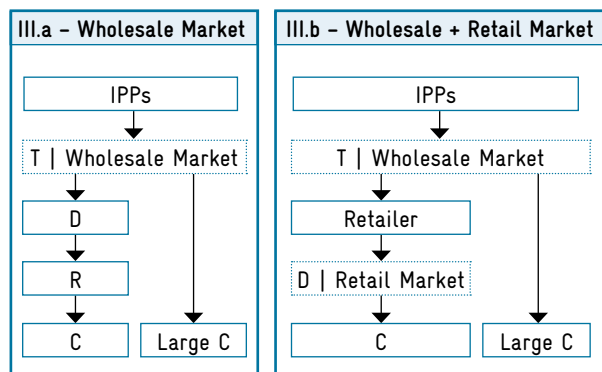 III.a – Wholesale Market
IPPs
T | Wholesale Market
D
R
C
Large C
III.b – Wholesale + Retail Market
IPPs
T | Wholesale Market
Retailer
D | Retail Market
C
Large C